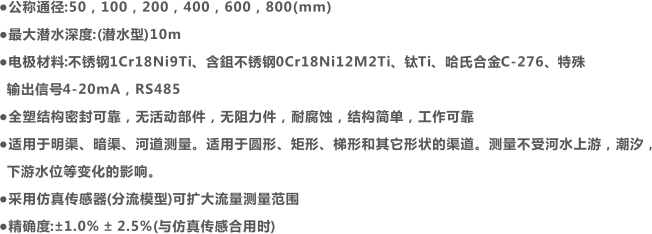 ●公称通径:50，100，200，400，600，800(mm)
●最大潜水深度:(潜水型)10m
●电极材料:不锈钢1Cr18Ni9Ti、含鉬不锈钢0Cr18Ni12M2Ti、钛Ti、哈氏合金C-276、特殊
输出信号4-20mA，RS485
●全塑结构密封可靠，无活动部件，无阻力件，耐腐蚀，结构简单，工作可靠
●适用于明渠、暗渠、河道测量。适用于圆形、矩形、梯形和其它形状的渠道。测量不受河水上游，潮汐，
下游水位等变化的影响。
●采用仿真传感器(分流模型)可扩大流量测量范围
●精确度:±1.0% ± 2.5%(与仿真传感合用时)